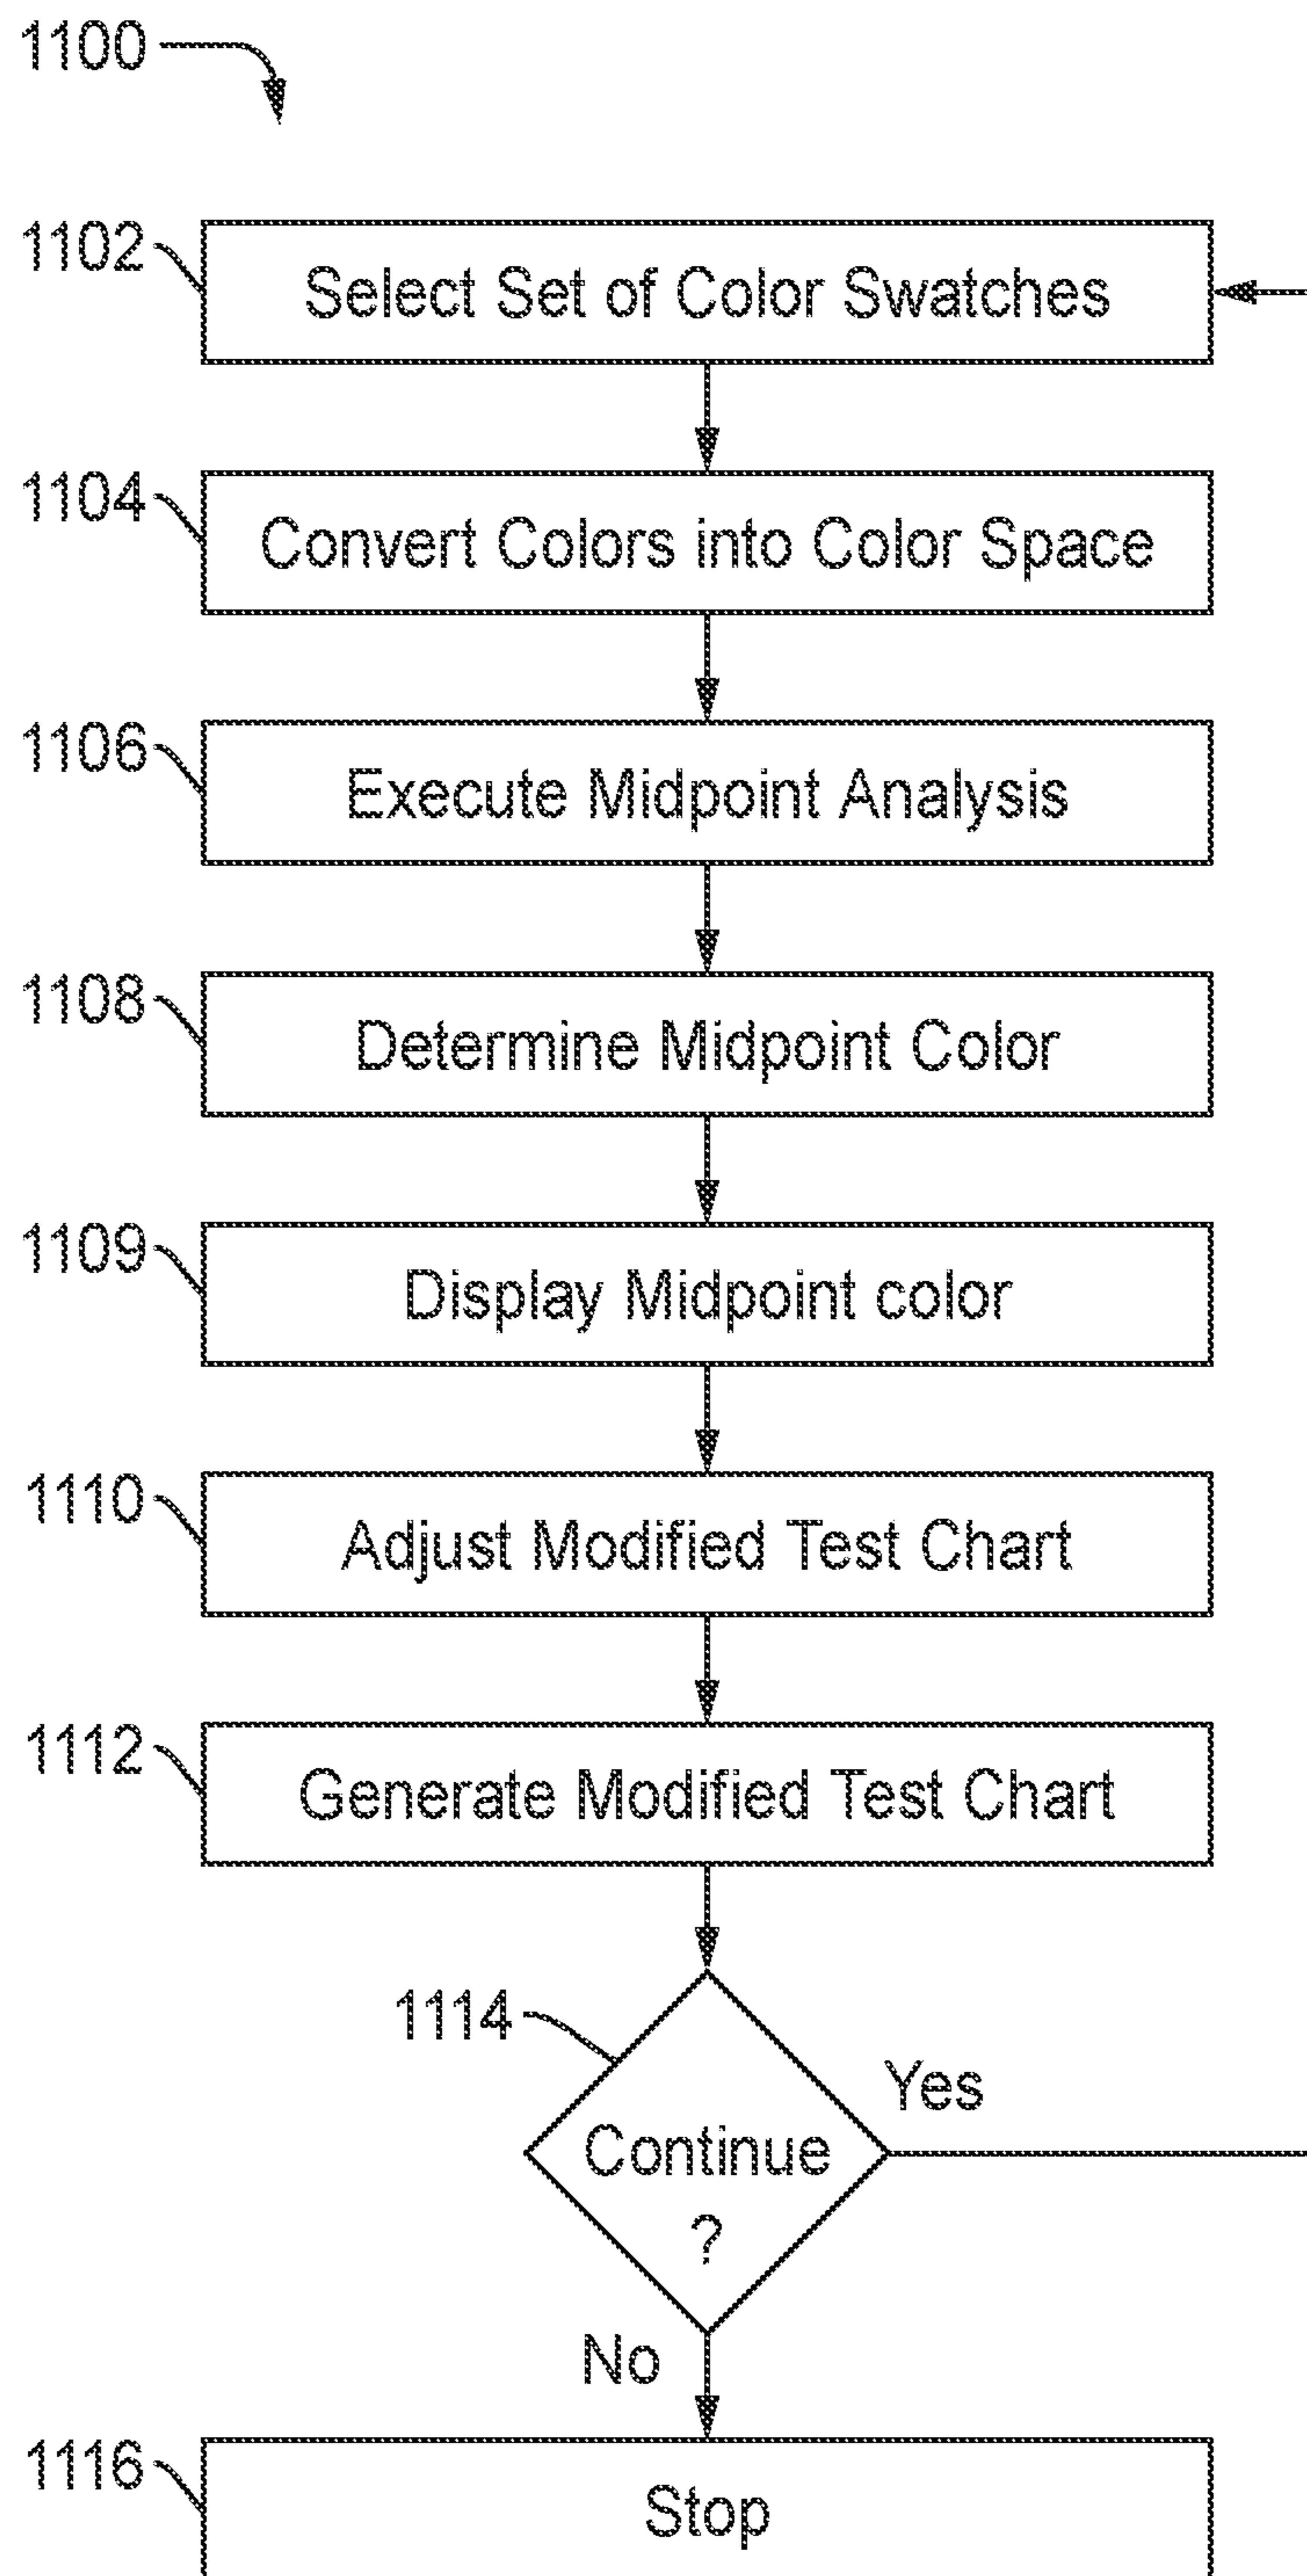 1100
1102
Select Set of Color Swatches
1104
Convert Colors into Color Space
1106
Execute Midpoint Analysis
1108
Determine Midpoint Color
1109
Display Midpoint color
1110
Adjust Modified Test Chart
1112
Generate Modified Test Chart
1114
Yes
Continue
?
No
1116
Stop